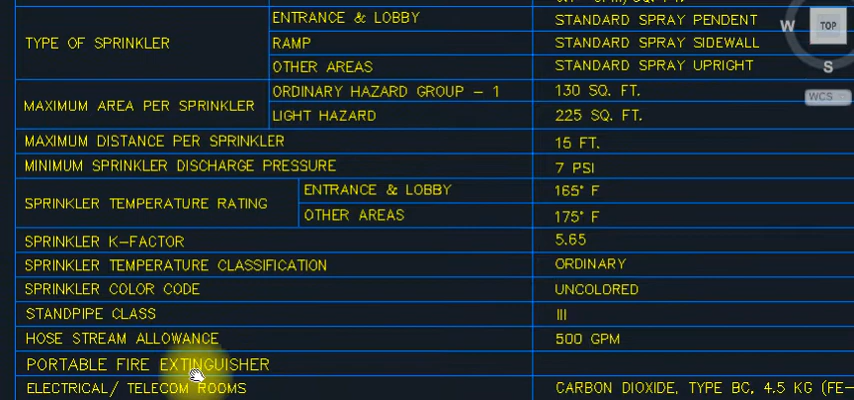 TYPE OF SPRINKLER
ENTRANCE & LOBBY STANDARD SPRAY PENDENT
RAMP STANDARD SPRAY SIDEWALL
OTHER AREAS STANDARD SPRAY UPRIGHT
MAXIMUM AREA PER SPRINKLER
ORDINARY HAZARD GROUP – 1 130 SQ. FT.
LIGHT HAZARD 225 SQ. FT.
MAXIMUM DISTANCE PER SPRINKLER 15 FT.
MINIMUM SPRINKLER DISCHARGE PRESSURE 7 PSI
SPRINKLER TEMPERATURE RATING
ENTRANCE & LOBBY 165° F
OTHER AREAS 175° F
SPRINKLER K–FACTOR 5.65
SPRINKLER TEMPERATURE CLASSIFICATION ORDINARY
SPRINKLER COLOR CODE UNCOLORED
STANDPIPE CLASS III
HOSE STREAM ALLOWANCE 500 GPM
PORTABLE FIRE EXTINGUISHER
ELECTRICAL/ TELECOM ROOMS CARBON DIOXIDE, TYPE BC, 4.5 KG (FE–
W
TOP
S
WCS